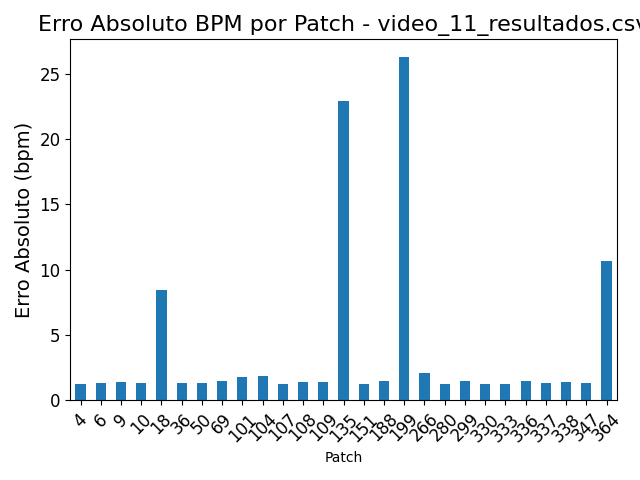 Erro Absoluto BPM por Patch - video_11_resultados.csv
Erro Absoluto (bpm)
25
20
15
10
5
0
4 6 9 10 18 36 50 69 101 104 107 108 109 135 151 188 199 266 280 299 330 333 336 337 338 347 364
Patch